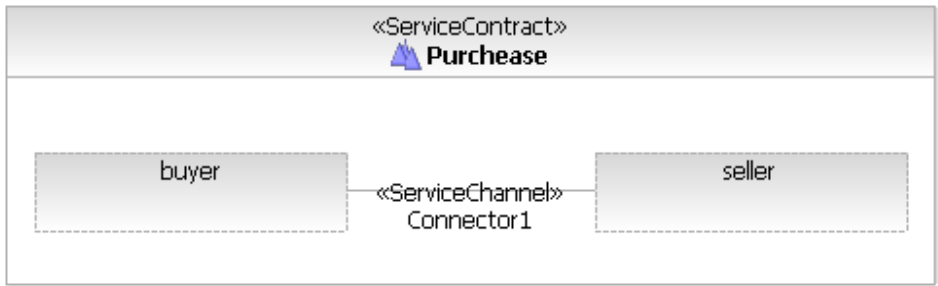 «ServiceContract»
Purchease
buyer
seller
«ServiceChannel»
Connector1